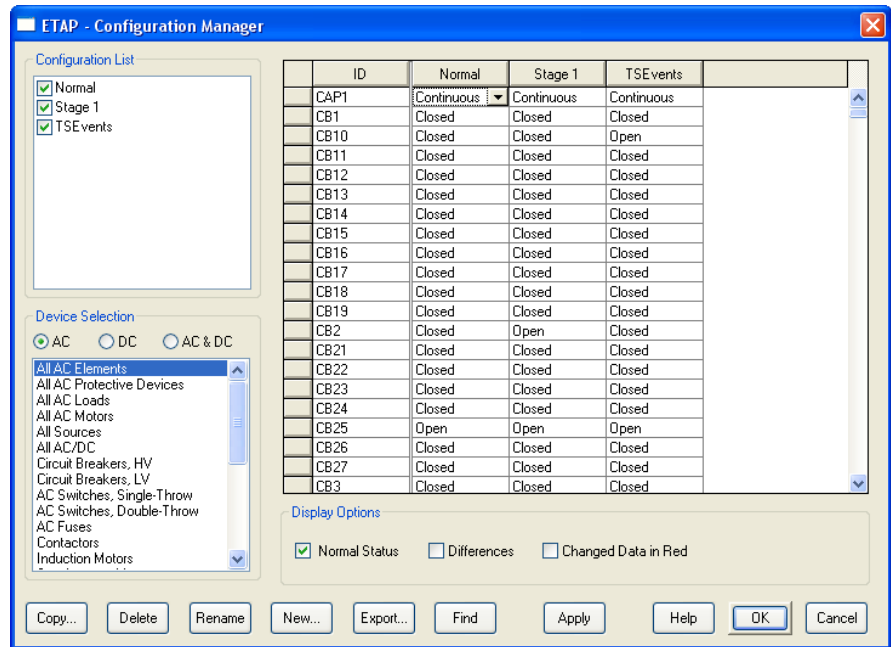 ETAP - Configuration Manager
Configuration List
Normal
Stage 1
TSEvents
Device Selection
AC DC AC & DC
All AC Elements
All AC Protective Devices
All AC Loads
All AC Motors
All Sources
All AC/DC
Circuit Breakers, HV
Circuit Breakers, LV
AC Switches, Single-Throw
AC Switches, Double-Throw
AC Fuses
Contactors
Induction Motors
ID Normal Stage 1 TSEvents
CAP1 Continuous Continuous Continuous
CB1 Closed Closed Closed
CB10 Closed Closed Open
CB11 Closed Closed Closed
CB12 Closed Closed Closed
CB13 Closed Closed Closed
CB14 Closed Closed Closed
CB15 Closed Closed Closed
CB16 Closed Closed Closed
CB17 Closed Closed Closed
CB18 Closed Closed Closed
CB19 Closed Closed Closed
CB2 Closed Open Closed
CB21 Closed Closed Closed
CB22 Closed Closed Closed
CB23 Closed Closed Closed
CB24 Closed Closed Closed
CB25 Open Open Open
CB26 Closed Closed Closed
CB27 Closed Closed Closed
CB3 Closed Closed Closed
Display Options
Normal Status Differences Changed Data in Red
Copy... Delete Rename New... Export... Find Apply Help OK Cancel